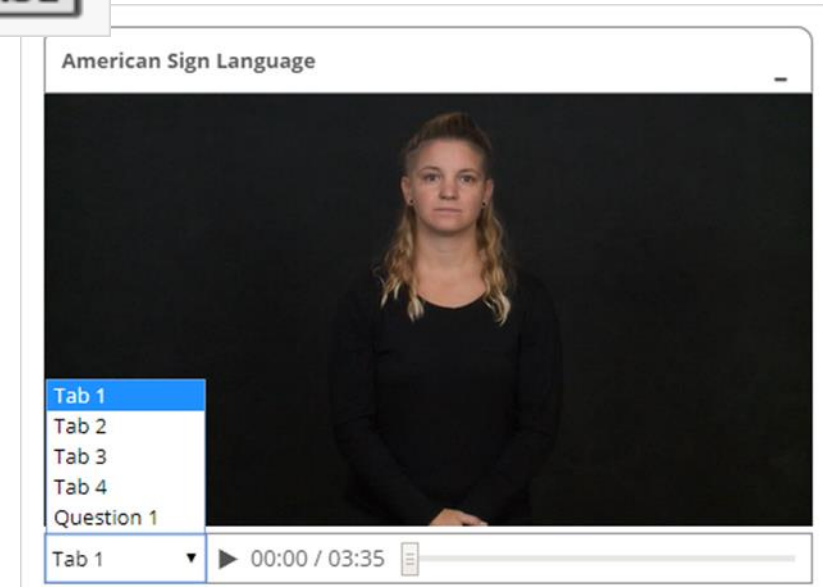 American Sign Language
Tab 1
Tab 2
Tab 3
Tab 4
Question 1
Tab 1 ▼ ▶ 00:00 / 03:35